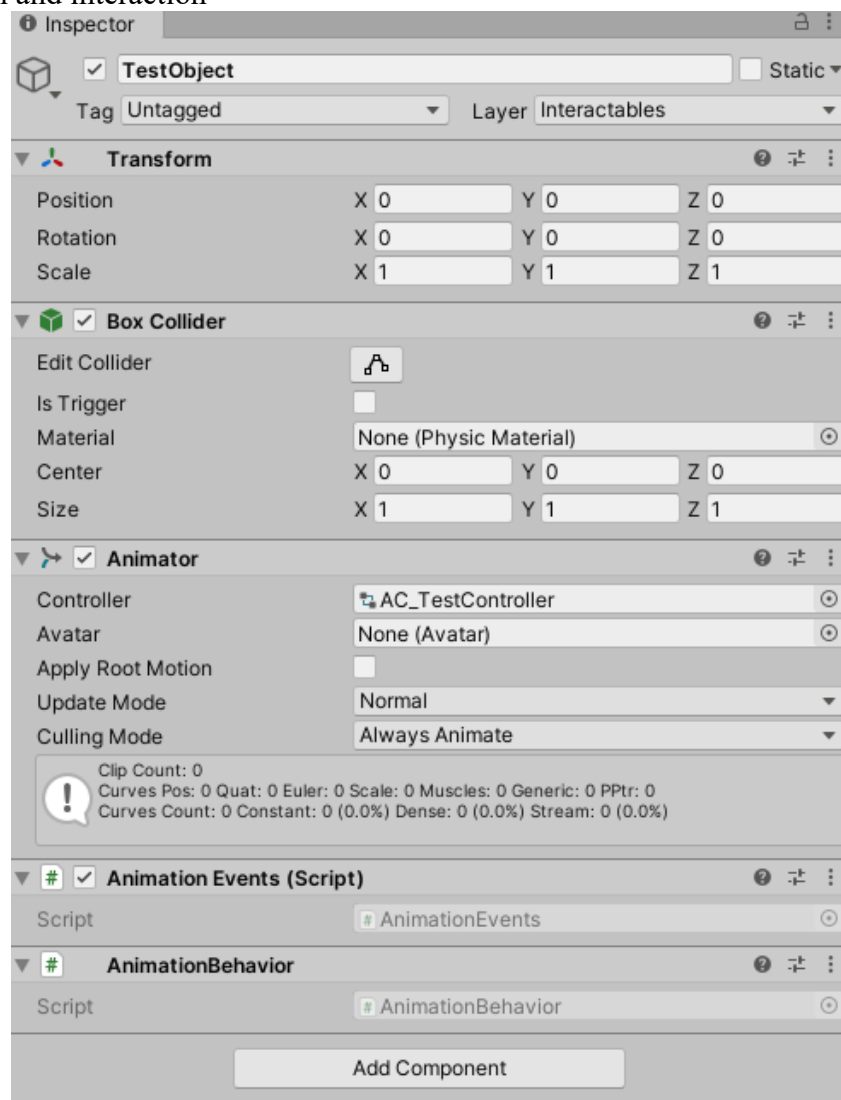 and interaction
Inspector
TestObject Static
Tag Untagged Layer Interactables
Transform
Position X 0 Y 0 Z 0
Rotation X 0 Y 0 Z 0
Scale X 1 Y 1 Z 1
Box Collider
Edit Collider
Is Trigger
Material None (Physic Material)
Center X 0 Y 0 Z 0
Size X 1 Y 1 Z 1
Animator
Controller AC_TestController
Avatar None (Avatar)
Apply Root Motion
Update Mode Normal
Culling Mode Always Animate
Clip Count: 0
Curves Pos: 0 Quat: 0 Euler: 0 Scale: 0 Muscles: 0 Generic: 0 PPtr: 0
Curves Count: 0 Constant: 0 (0.0%) Dense: 0 (0.0%) Stream: 0 (0.0%)
# Animation Events (Script)
Script # AnimationEvents
# AnimationBehavior
Script # AnimationBehavior
Add Component